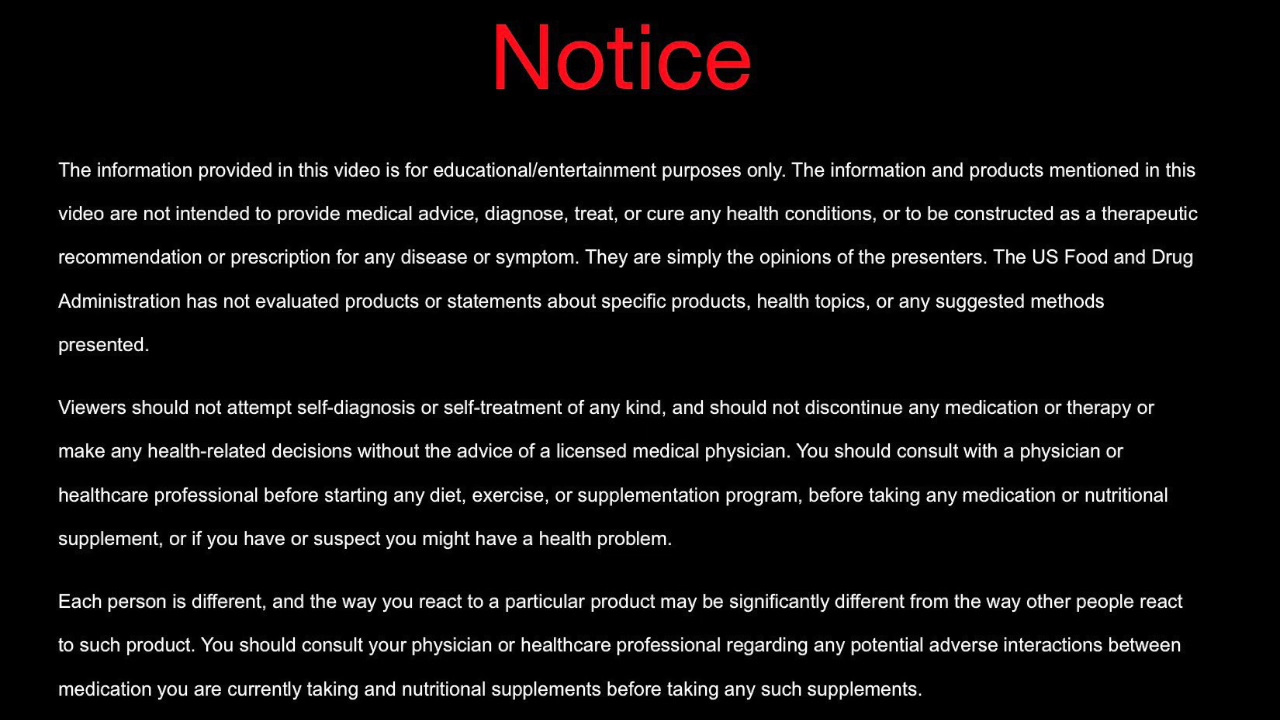 Notice
The information provided in this video is for educational/entertainment purposes only. The information and products mentioned in this
video are not intended to provide medical advice, diagnose, treat, or cure any health conditions, or to be constructed as a therapeutic
recommendation or prescription for any disease or symptom. They are simply the opinions of the presenters. The US Food and Drug
Administration has not evaluated products or statements about specific products, health topics, or any suggested methods
presented.
Viewers should not attempt self-diagnosis or self-treatment of any kind, and should not discontinue any medication or therapy or
make any health-related decisions without the advice of a licensed medical physician. You should consult with a physician or
healthcare professional before starting any diet, exercise, or supplementation program, before taking any medication or nutritional
supplement, or if you have or suspect you might have a health problem.
Each person is different, and the way you react to a particular product may be significantly different from the way other people react
to such product. You should consult your physician or healthcare professional regarding any potential adverse interactions between
medication you are currently taking and nutritional supplements before taking any such supplements.